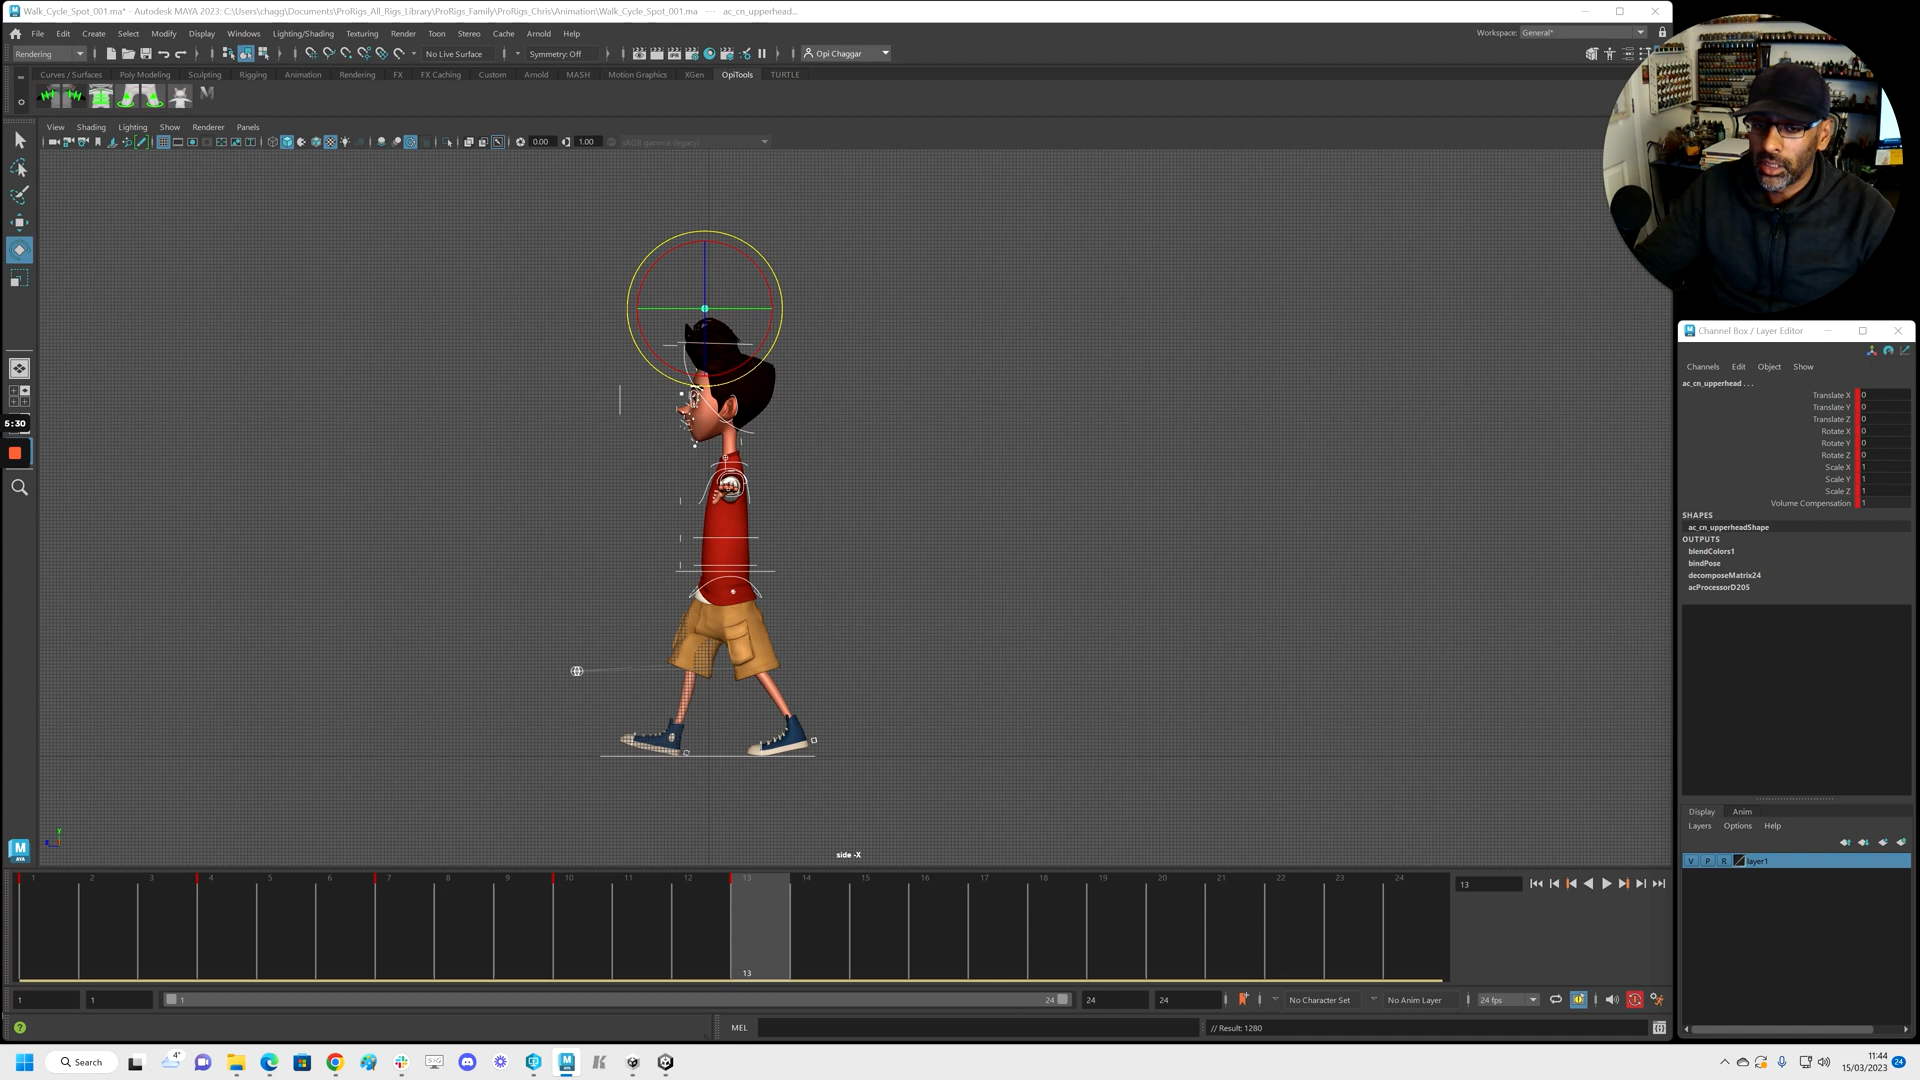 Walk_Cycle_Spot_001.ma* - Autodesk MAYA 2023: C:\Users\chagg\Documents\ProRigs_All_Rigs_Library\ProRigs_Family\ProRigs_Chris\Animation\Walk_Cycle_Spot_001.ma --- ac_cn_upperhead...
File Edit Create Select Modify Display Windows Lighting/Shading Texturing Render Toon Stereo Cache Arnold Help
Workspace: General*
Rendering
No Live Surface
Symmetry: Off
Opi Chaggar
Curves / Surfaces Poly Modeling Sculpting Rigging Animation Rendering FX FX Caching Custom Arnold MASH Motion Graphics XGen OpiTools TURTLE
View Shading Lighting Show Renderer Panels
0.00 1.00 sRGB gamma (legacy)
5:30
side -X
Channel Box / Layer Editor
Channels Edit Object Show
ac_cn_upperhead . . .
Translate X 0
Translate Y 0
Translate Z 0
Rotate X 0
Rotate Y 0
Rotate Z 0
Scale X 1
Scale Y 1
Scale Z 1
Volume Compensation 1
SHAPES
ac_cn_upperheadShape
OUTPUTS
blendColors1
bindPose
decomposeMatrix24
acProcessorD205
Display Anim
Layers Options Help
V P R layer1
1 2 3 4 5 6 7 8 9 10 11 12 13 14 15 16 17 18 19 20 21 22 23 24
13
13
1 1 1 24 24 24 No Character Set No Anim Layer 24 fps
MEL // Result: 1280
Search 4°
11:44
15/03/2023
24